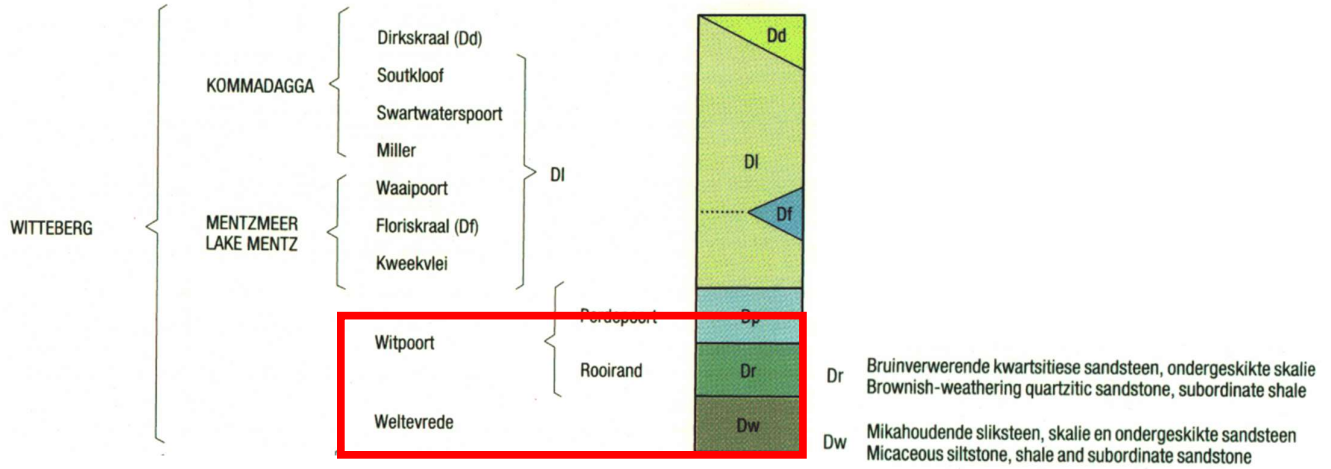 Dirkskraal (Dd)
Dd
KOMMADAGGA
Soutkloof
Swartwaterspoort
Miller
Dl
Dl
Waaipoort
WITTEBERG
MENTZMEER
LAKE MENTZ
Floriskraal (Df)
Df
Kweekvlei
Witpoort
Perdepoort
Dp
Rooirand
Dr
Dr
Bruinverwerende kwartsitiese sandsteen, ondergeskikte skalie
Brownish-weathering quartzitic sandstone, subordinate shale
Weltevrede
Dw
Dw
Mikahoudende sliksteen, skalie en ondergeskikte sandsteen
Micaceous siltstone, shale and subordinate sandstone